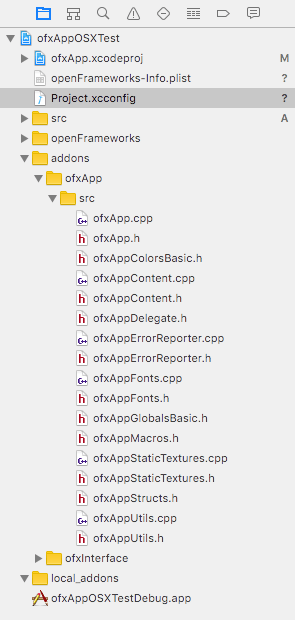 ofxAppOSXTest
ofxApp.xcodeproj M
openFrameworks-Info.plist ?
Project.xcconfig ?
src A
openFrameworks
addons
ofxApp
src
ofxApp.cpp
ofxApp.h
ofxAppColorsBasic.h
ofxAppContent.cpp
ofxAppContent.h
ofxAppDelegate.h
ofxAppErrorReporter.cpp
ofxAppErrorReporter.h
ofxAppFonts.cpp
ofxAppFonts.h
ofxAppGlobalsBasic.h
ofxAppMacros.h
ofxAppStaticTextures.cpp
ofxAppStaticTextures.h
ofxAppStructs.h
ofxAppUtils.cpp
ofxAppUtils.h
ofxInterface
local_addons
ofxAppOSXTestDebug.app